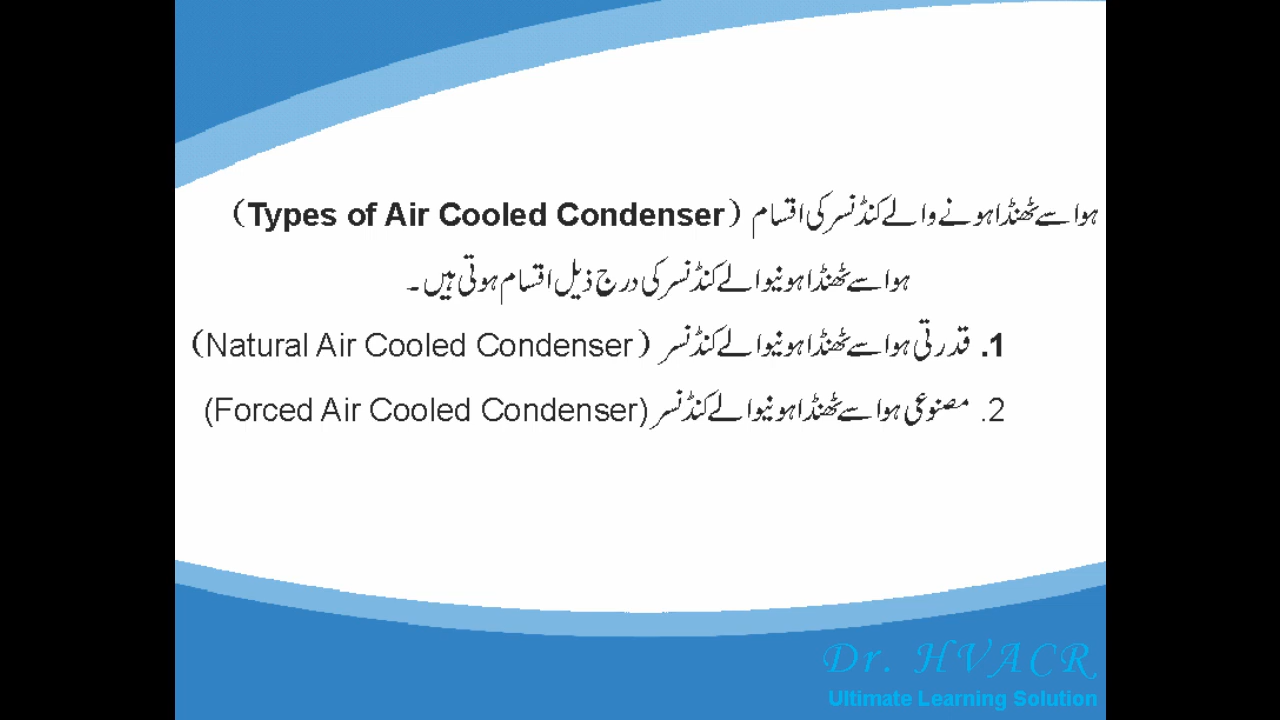 ہوا سے ٹھنڈا ہونے والے کنڈنسر کی اقسام (Types of Air Cooled Condenser)
ہوا سے ٹھنڈا ہونیوالے کنڈنسر کی درج ذیل اقسام ہوتی ہیں۔
1. قدرتی ہوا سے ٹھنڈا ہونیوالے کنڈنسر (Natural Air Cooled Condenser)
2. مصنوعی ہوا سے ٹھنڈا ہونیوالے کنڈنسر (Forced Air Cooled Condenser)
Dr. HVACR
Ultimate Learning Solution